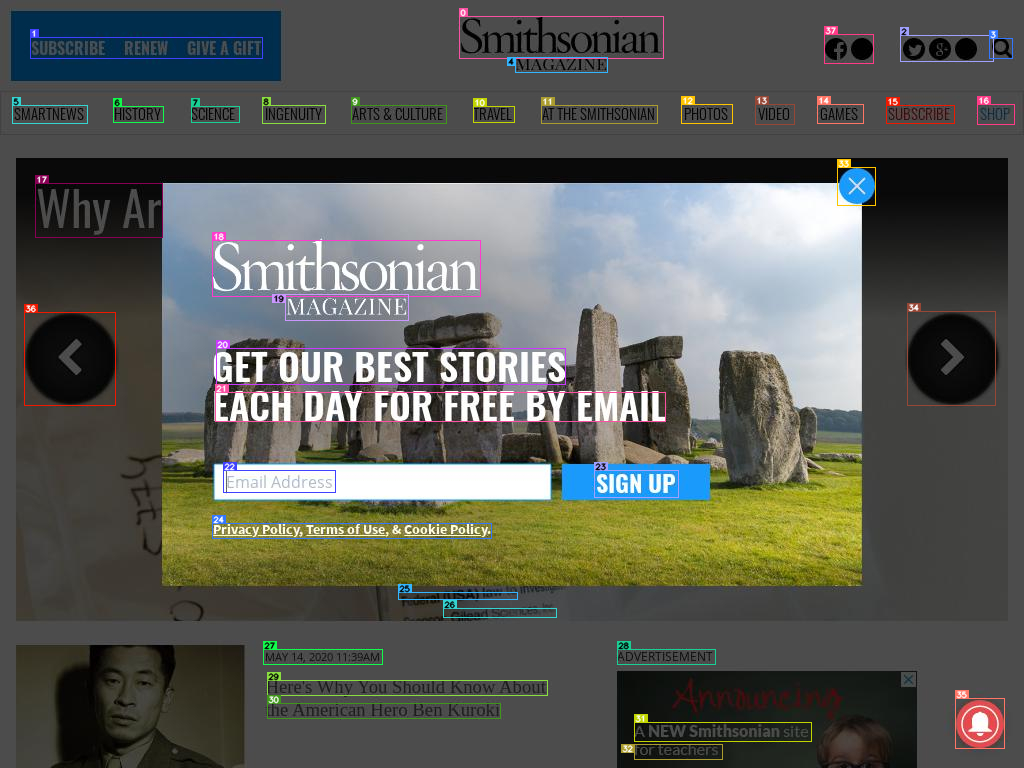 SUBSCRIBE RENEW GIVE A GIFT
Smithsonian
MAGAZINE
SMARTNEWS HISTORY SCIENCE INGENUITY ARTS & CULTURE TRAVEL AT THE SMITHSONIAN PHOTOS VIDEO GAMES SUBSCRIBE SHOP
Why Ar
Smithsonian
MAGAZINE
GET OUR BEST STORIES
EACH DAY FOR FREE BY EMAIL
Email Address
SIGN UP
Privacy Policy, Terms of Use, & Cookie Policy.
MAY 14, 2020 11:39AM
Here's Why You Should Know About
the American Hero Ben Kuroki
ADVERTISEMENT
Announcing
A NEW Smithsonian site
for teachers